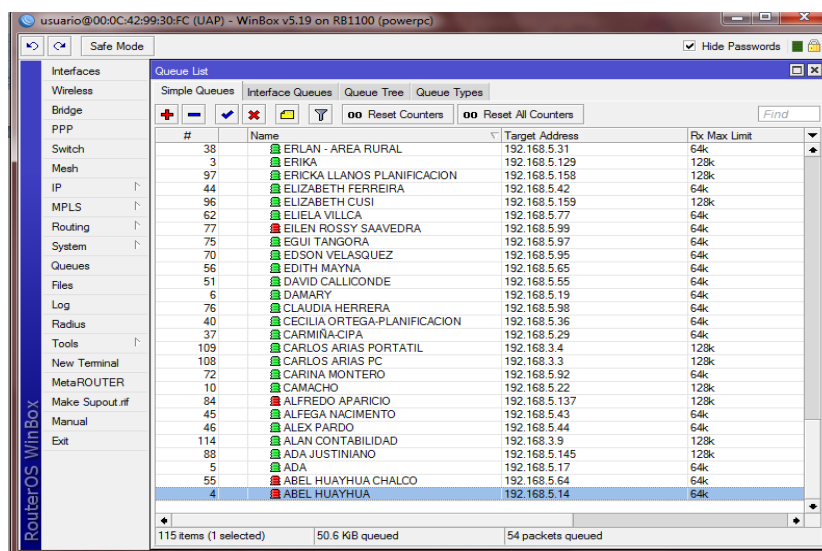 usuario@00:0C:42:99:30:FC (UAP) - WinBox v5.19 on RB1100 (powerpc)
Safe Mode
Hide Passwords
Interfaces
Wireless
Bridge
PPP
Switch
Mesh
IP
MPLS
Routing
System
Queues
Files
Log
Radius
Tools
New Terminal
MetaROUTER
Make Supout.rif
Manual
Exit
RouterOS WinBox
Queue List
Simple Queues Interface Queues Queue Tree Queue Types
00 Reset Counters 00 Reset All Counters Find
# Name Target Address Rx Max Limit
38 ERLAN - AREA RURAL 192.168.5.31 64k
3 ERIKA 192.168.5.129 128k
97 ERICKA LLANOS PLANIFICACION 192.168.5.158 128k
44 ELIZABETH FERREIRA 192.168.5.42 64k
96 ELIZABETH CUSI 192.168.5.159 128k
62 ELIELA VILLCA 192.168.5.77 64k
77 EILEN ROSSY SAAVEDRA 192.168.5.99 64k
75 EGUI TANGORA 192.168.5.97 64k
70 EDSON VELASQUEZ 192.168.5.95 64k
56 EDITH MAYNA 192.168.5.65 64k
51 DAVID CALLICONDE 192.168.5.55 64k
6 DAMARY 192.168.5.19 64k
76 CLAUDIA HERRERA 192.168.5.98 64k
40 CECILIA ORTEGA-PLANIFICACION 192.168.5.36 64k
37 CARMIÑA-CIPA 192.168.5.29 64k
109 CARLOS ARIAS PORTATIL 192.168.3.4 128k
108 CARLOS ARIAS PC 192.168.3.3 128k
72 CARINA MONTERO 192.168.5.92 64k
10 CAMACHO 192.168.5.22 128k
84 ALFREDO APARICIO 192.168.5.137 128k
45 ALFEGA NACIMENTO 192.168.5.43 64k
46 ALEX PARDO 192.168.5.44 64k
114 ALAN CONTABILIDAD 192.168.3.9 128k
88 ADA JUSTINIANO 192.168.5.145 128k
5 ADA 192.168.5.17 64k
55 ABEL HUAYHUA CHALCO 192.168.5.64 64k
4 ABEL HUAYHUA 192.168.5.14 64k
115 items (1 selected) 50.6 KiB queued 54 packets queued